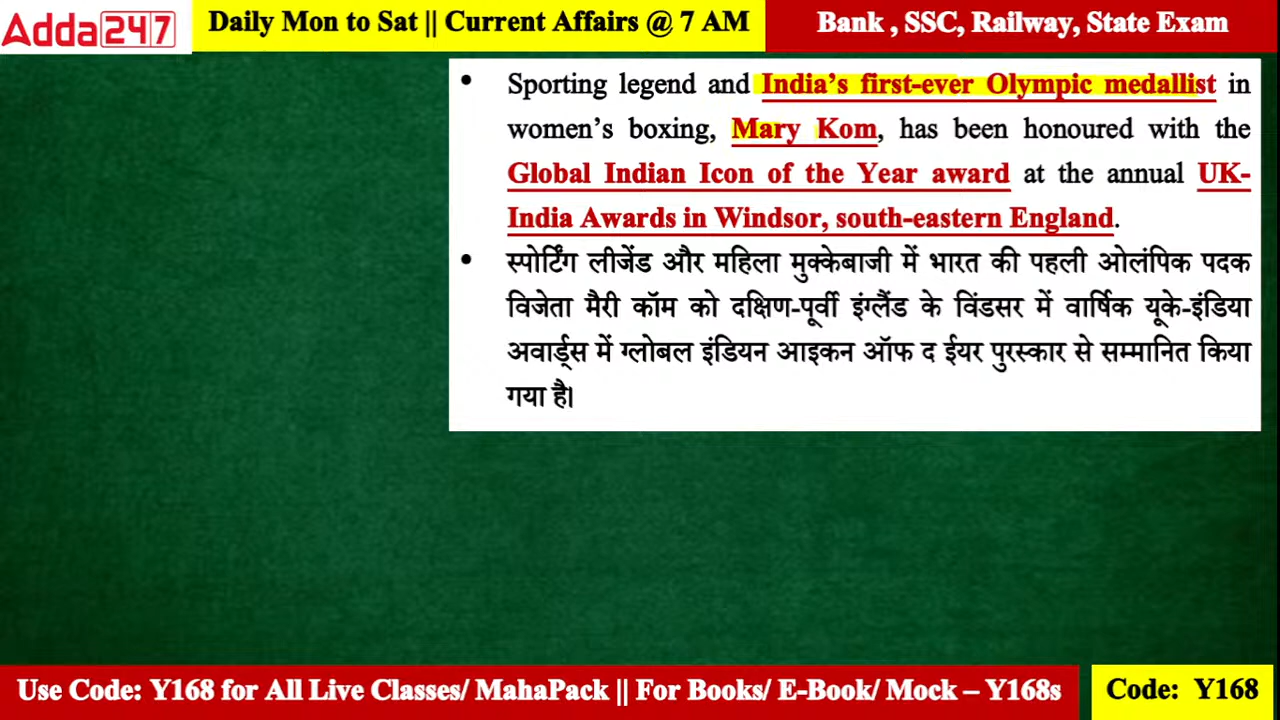 Adda247
Daily Mon to Sat || Current Affairs @ 7 AM
Bank , SSC, Railway, State Exam
• Sporting legend and India’s first-ever Olympic medallist in
women’s boxing, Mary Kom, has been honoured with the
Global Indian Icon of the Year award at the annual UK-
India Awards in Windsor, south-eastern England.
• स्पोर्टिंग लीजेंड और महिला मुक्केबाजी में भारत की पहली ओलंपिक पदक
विजेता मैरी कॉम को दक्षिण-पूर्वी इंग्लैंड के विंडसर में वार्षिक यूके-इंडिया
अवार्ड्स में ग्लोबल इंडियन आइकन ऑफ द ईयर पुरस्कार से सम्मानित किया
गया है।
Use Code: Y168 for All Live Classes/ MahaPack || For Books/ E-Book/ Mock – Y168s
Code: Y168